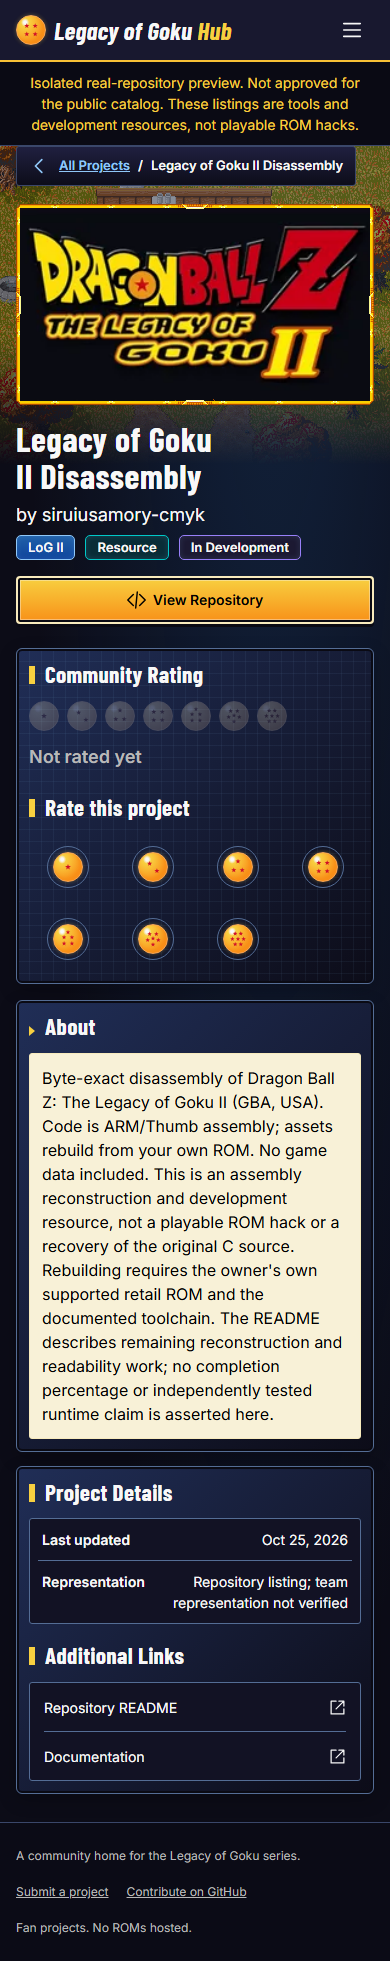 Legacy of Goku Hub
Isolated real-repository preview. Not approved for
the public catalog. These listings are tools and
development resources, not playable ROM hacks.
All Projects / Legacy of Goku II Disassembly
DRAGON BALL Z
THE LEGACY OF
GOKU II
Legacy of Goku
II Disassembly
by siruiusamory-cmyk
LoG II Resource In Development
View Repository
Community Rating
Not rated yet
Rate this project
About
Byte-exact disassembly of Dragon Ball
Z: The Legacy of Goku II (GBA, USA).
Code is ARM/Thumb assembly; assets
rebuild from your own ROM. No game
data included. This is an assembly
reconstruction and development
resource, not a playable ROM hack or a
recovery of the original C source.
Rebuilding requires the owner's own
supported retail ROM and the
documented toolchain. The README
describes remaining reconstruction and
readability work; no completion
percentage or independently tested
runtime claim is asserted here.
Project Details
Last updated Oct 25, 2026
Representation Repository listing; team
representation not verified
Additional Links
Repository README
Documentation
A community home for the Legacy of Goku series.
Submit a project Contribute on GitHub
Fan projects. No ROMs hosted.